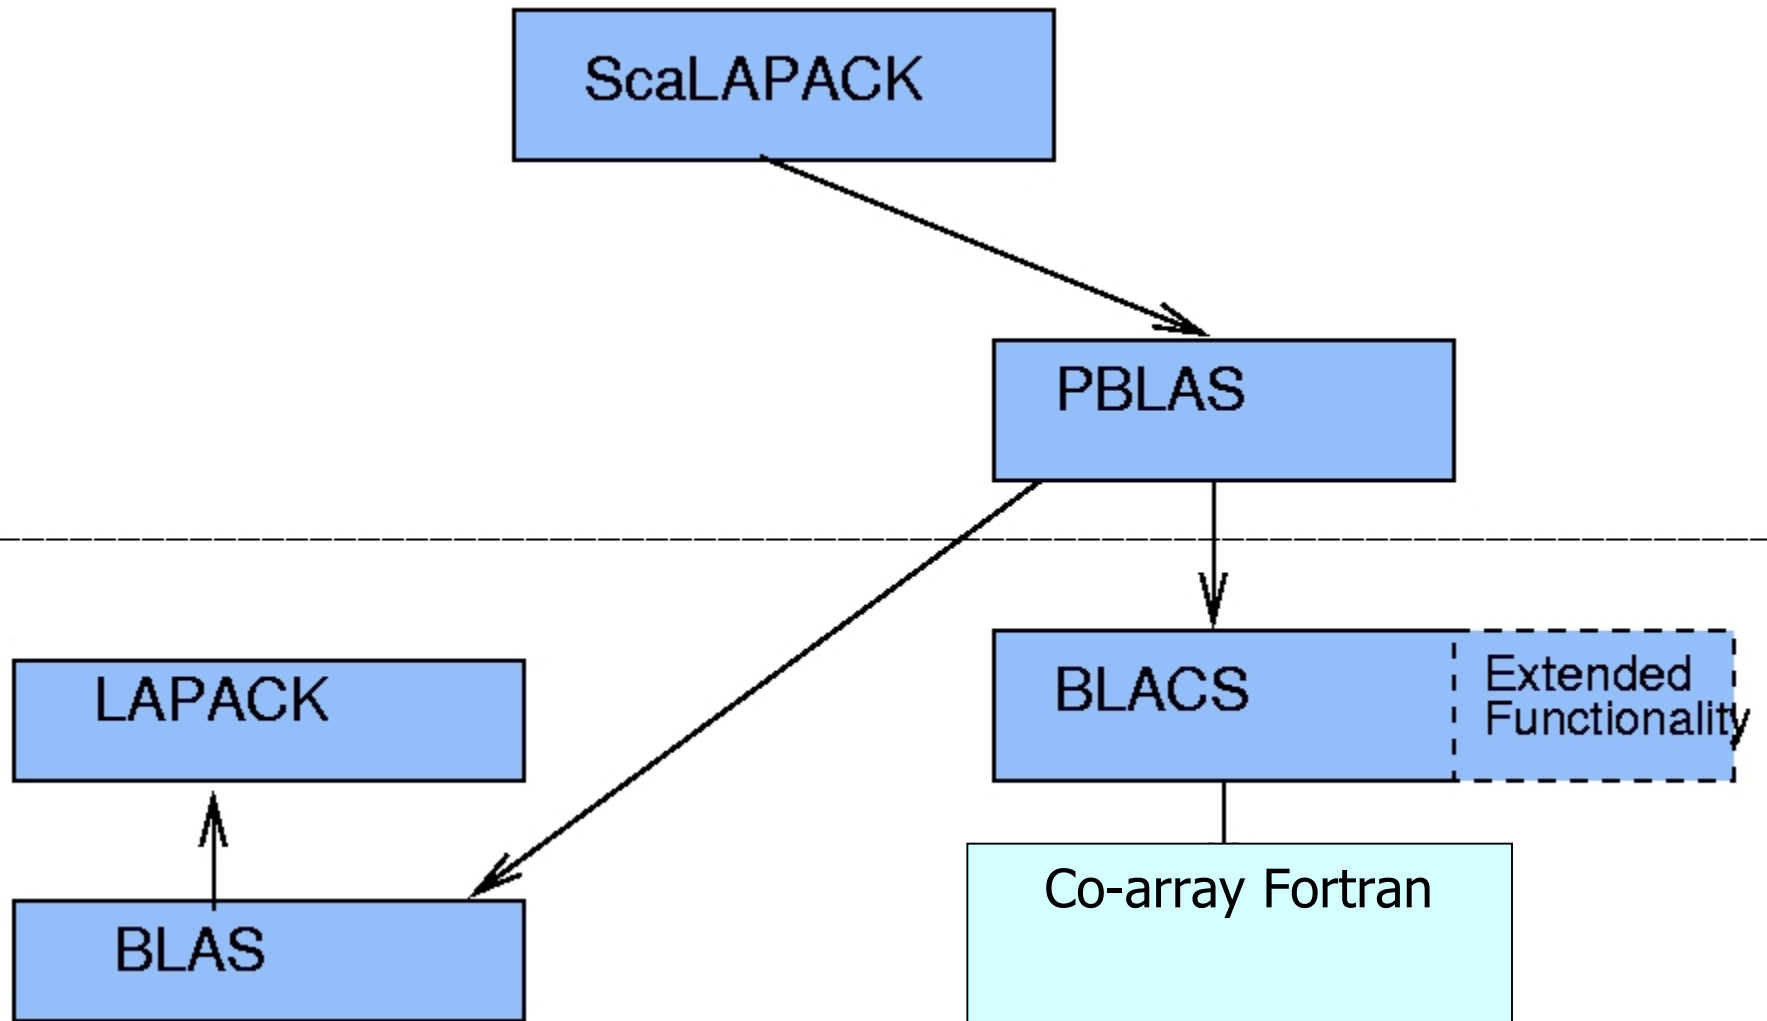 ScaLAPACK
PBLAS
LAPACK
BLACS
Extended
Functionality
BLAS
Co-array Fortran